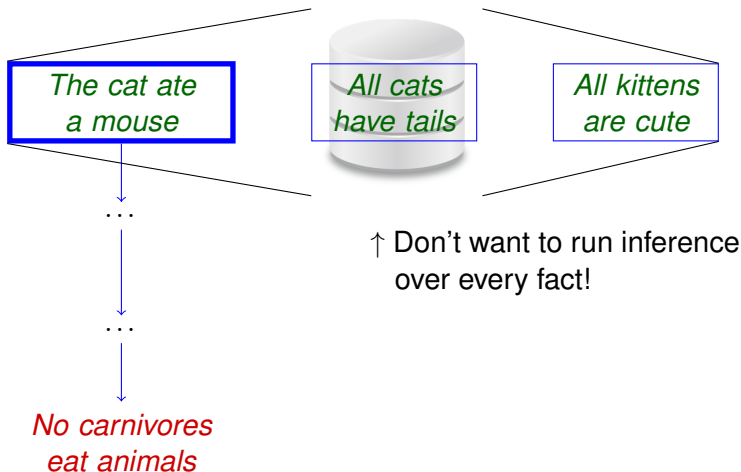 The cat ate
a mouse
All cats
have tails
All kittens
are cute
...
↑ Don't want to run inference
over every fact!
...
No carnivores
eat animals